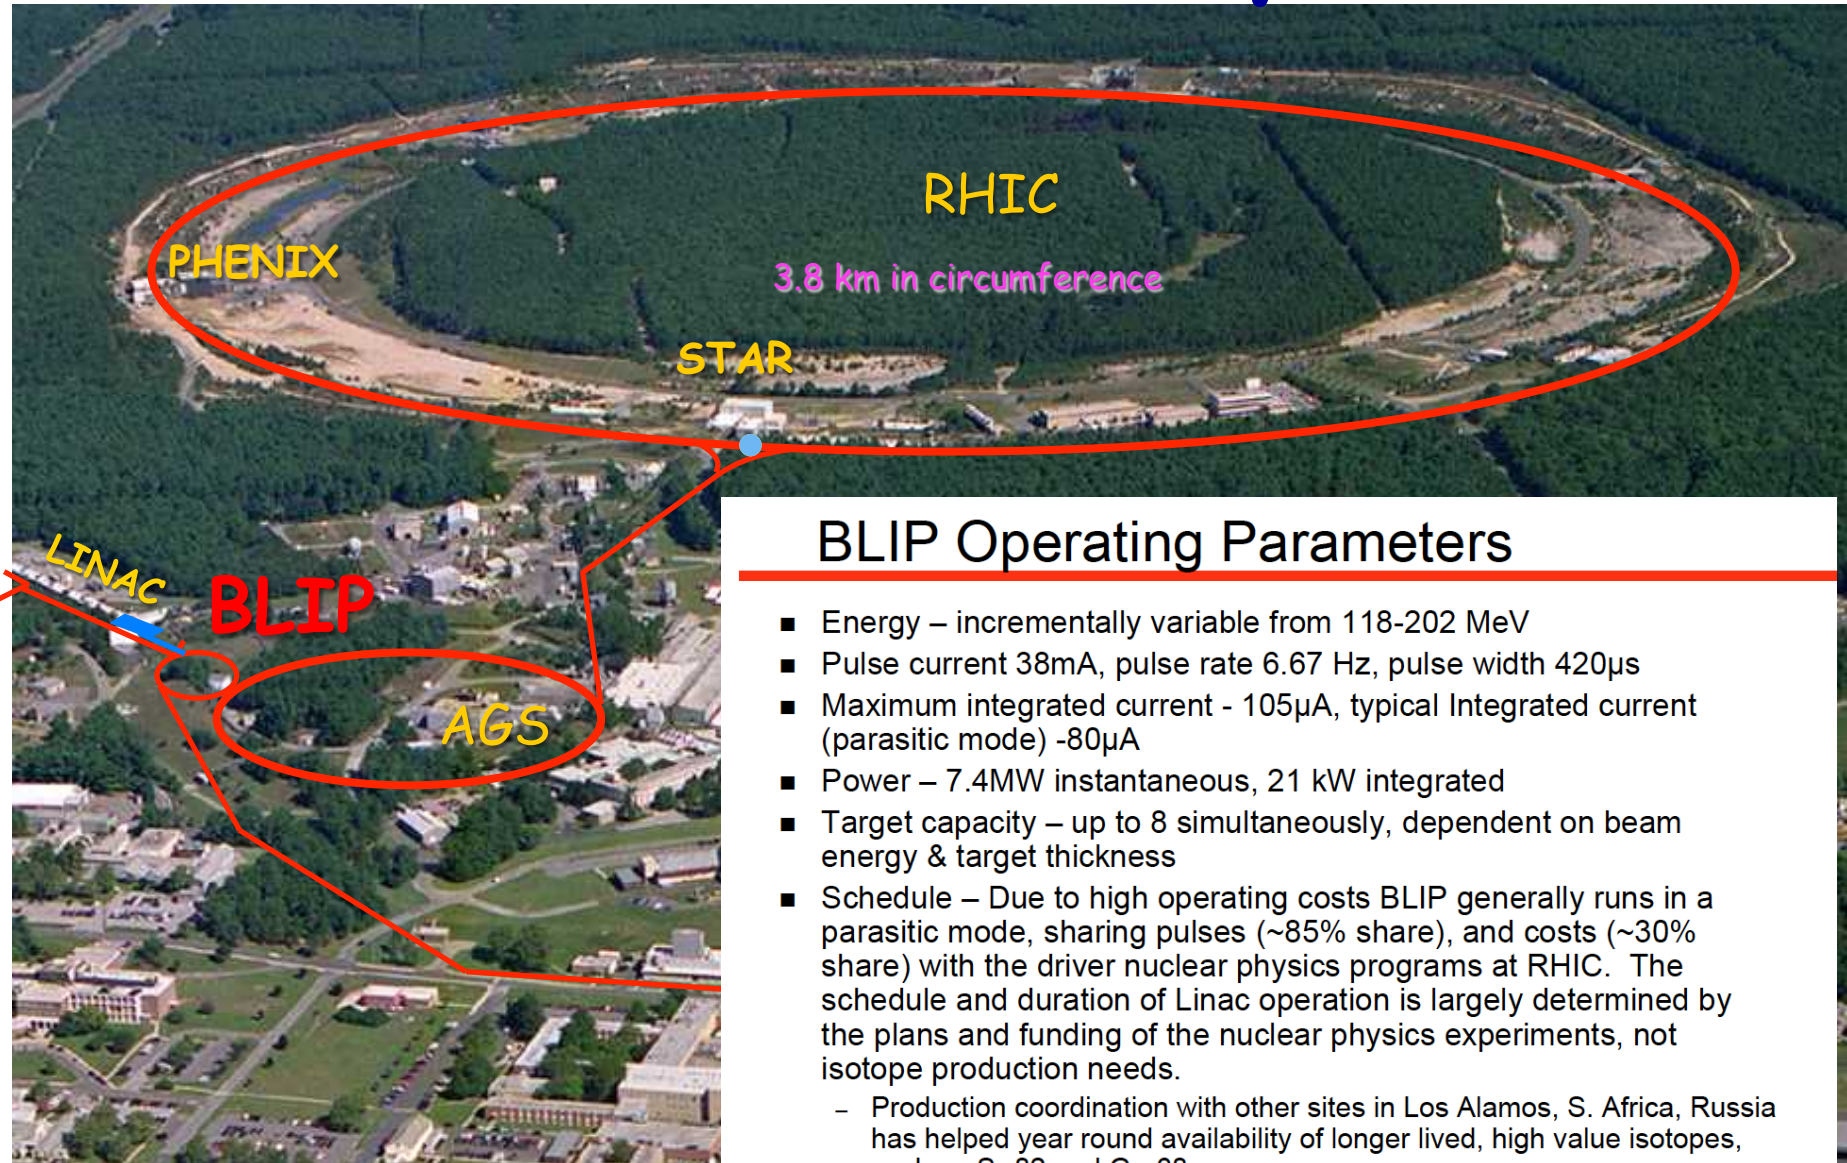 RHIC
PHENIX
3.8 km in circumference
STAR
LINAC
BLIP
AGS
BLIP Operating Parameters
■ Energy – incrementally variable from 118-202 MeV
■ Pulse current 38mA, pulse rate 6.67 Hz, pulse width 420µs
■ Maximum integrated current - 105µA, typical Integrated current
(parasitic mode) -80µA
■ Power – 7.4MW instantaneous, 21 kW integrated
■ Target capacity – up to 8 simultaneously, dependent on beam
energy & target thickness
■ Schedule – Due to high operating costs BLIP generally runs in a
parasitic mode, sharing pulses (~85% share), and costs (~30%
share) with the driver nuclear physics programs at RHIC. The
schedule and duration of Linac operation is largely determined by
the plans and funding of the nuclear physics experiments, not
isotope production needs.
– Production coordination with other sites in Los Alamos, S. Africa, Russia
has helped year round availability of longer lived, high value isotopes,